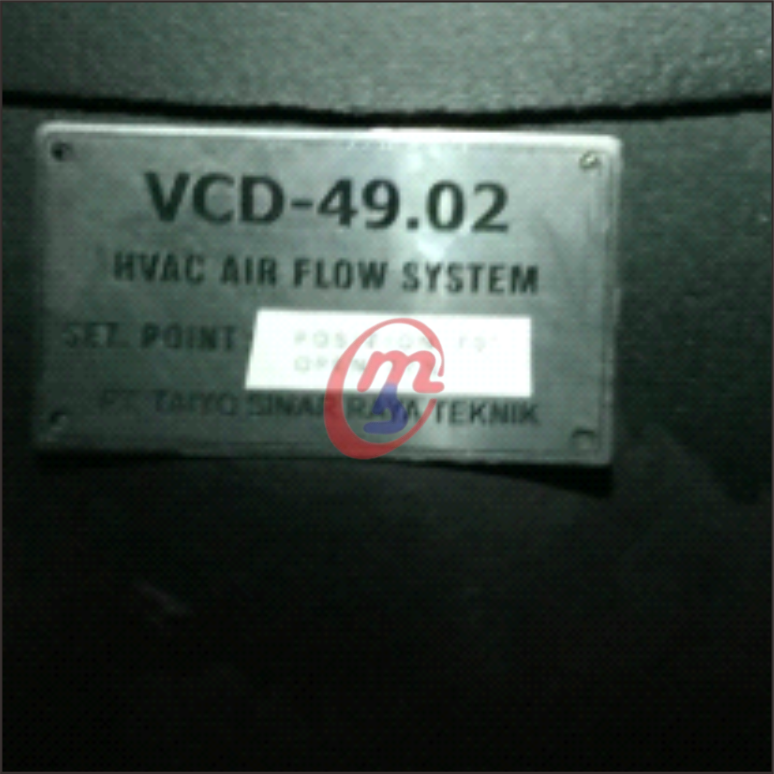 VCD-49.02
HVAC AIR FLOW SYSTEM
SET. POINT
PT. TAIYO SINAR RAYA TEKNIK